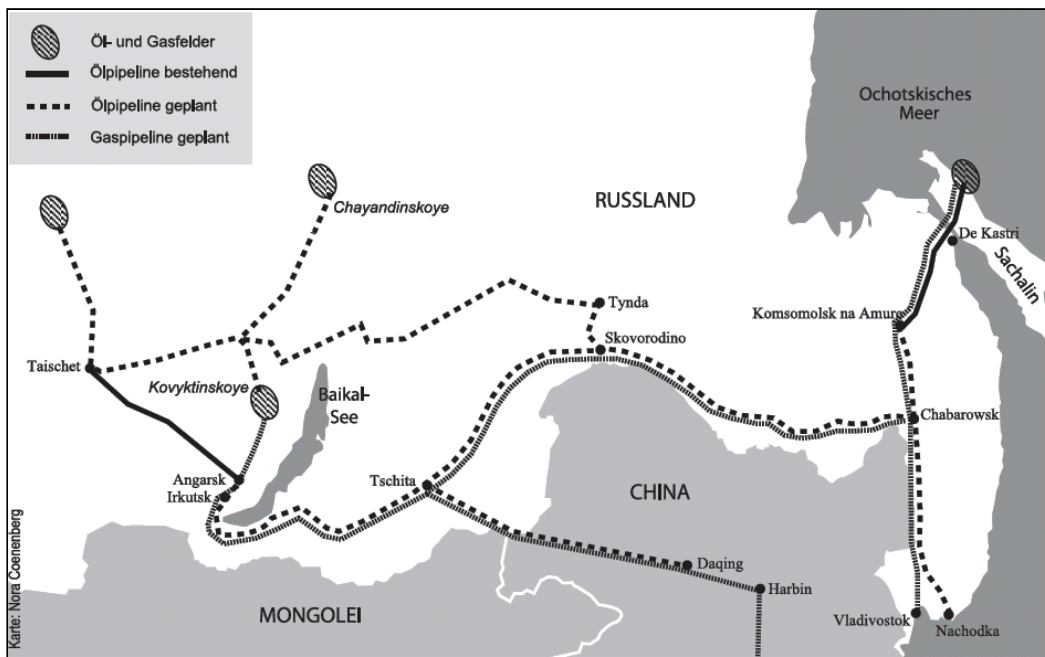 Öl- und Gasfelder
Ölpipeline bestehend
Ölpipeline geplant
Gaspipeline geplant
Ochotskisches
Meer
Chayandinskoye
RUSSLAND
De Kastri
Sachalin
Tynda
Komsomolsk na Amure
Skovorodino
Taischet
Kovyktinskoye
Baikal-
See
Chabarowsk
Angarsk
Irkutsk
Tschita
CHINA
Daqing
Harbin
MONGOLEI
Vladivostok
Nachodka
Karte: Nora Coenenberg